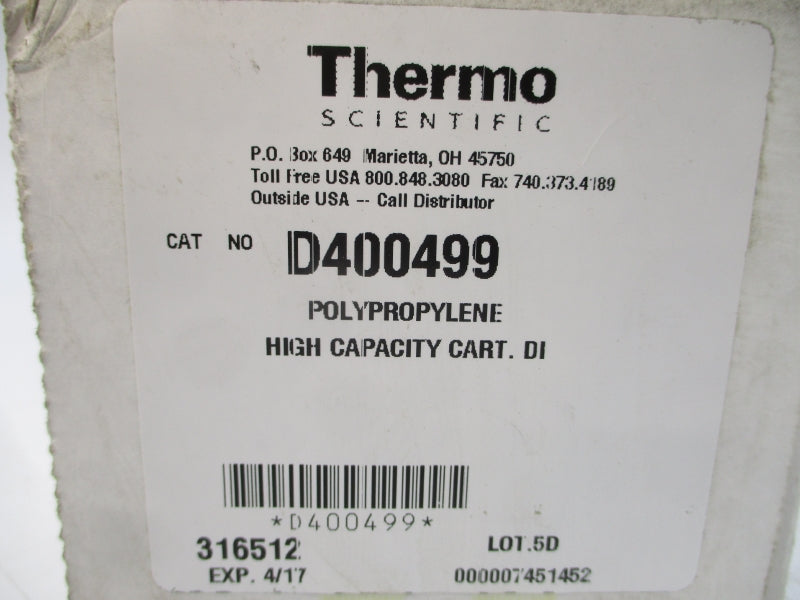 Thermo
SCIENTIFIC
P.O. Box 649 Marietta, OH 45750
Toll Free USA 800.848.3080 Fax 740.373.4189
Outside USA -- Call Distributor
CAT NO D400499
POLYPROPYLENE
HIGH CAPACITY CART. DI
*D400499*
316512 LOT.5D
EXP. 4/17 000007451452